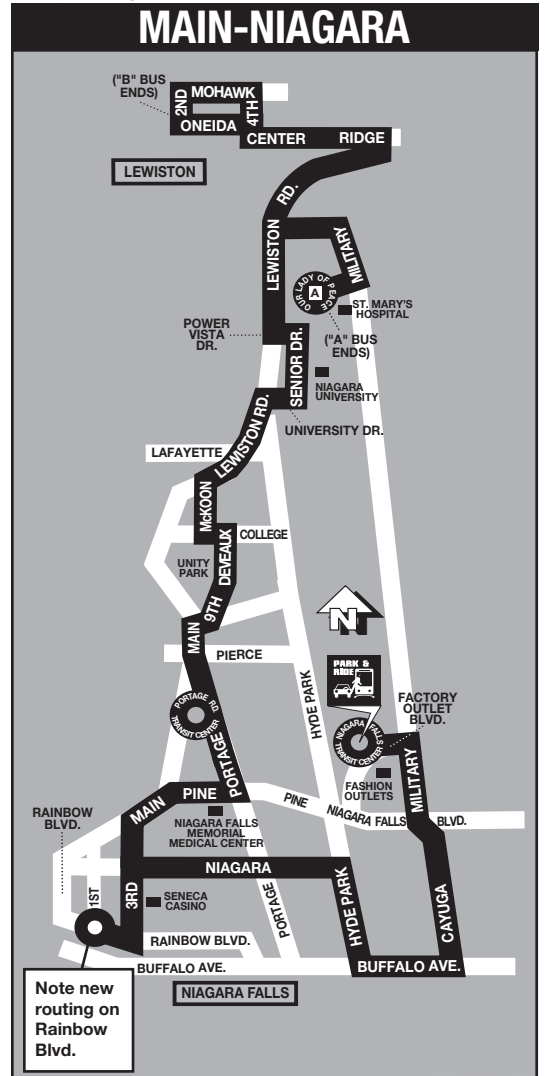 MAIN-NIAGARA
("B" BUS
ENDS)
2ND
MOHAWK
4TH
ONEIDA
CENTER RIDGE
LEWISTON
LEWISTON RD.
MILITARY
OUR LADY OF PEACE
A
ST. MARY'S
HOSPITAL
("A" BUS
ENDS)
POWER
VISTA
DR.
SENIOR DR.
NIAGARA
UNIVERSITY
UNIVERSITY DR.
LEWISTON RD.
LAFAYETTE
McKOON
COLLEGE
DEVEAUX
UNITY
PARK
9TH
MAIN
N
PIERCE
HYDE PARK
PARK &
RIDE
PORTAGE RD.
TRANSIT CENTER
NIAGARA FALLS
TRANSIT CENTER
FACTORY
OUTLET
BLVD.
PORTAGE
FASHION
OUTLETS
MILITARY
MAIN
PINE
PINE
NIAGARA FALLS BLVD.
RAINBOW
BLVD.
NIAGARA FALLS
MEMORIAL
MEDICAL CENTER
NIAGARA
1ST
3RD
SENECA
CASINO
PORTAGE
HYDE PARK
CAYUGA
RAINBOW BLVD.
BUFFALO AVE.
BUFFALO AVE.
NIAGARA FALLS
Note new
routing on
Rainbow
Blvd.